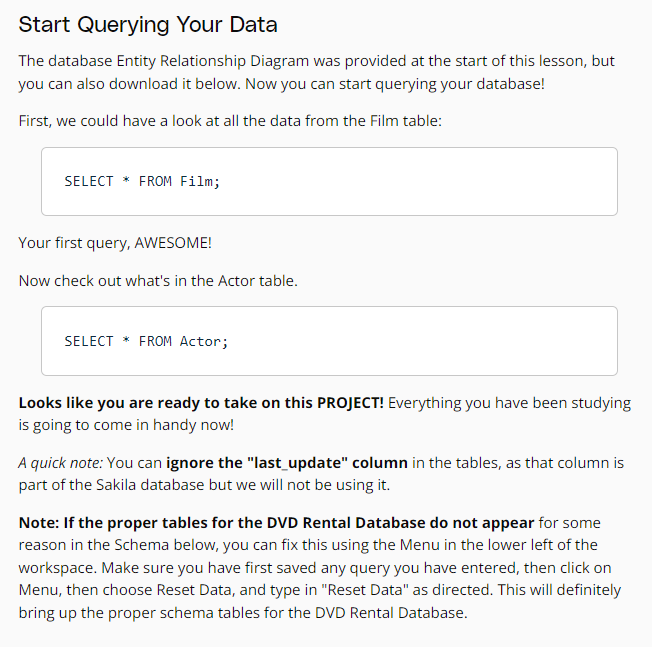 Start Querying Your Data
The database Entity Relationship Diagram was provided at the start of this lesson, but
you can also download it below. Now you can start querying your database!
First, we could have a look at all the data from the Film table:
SELECT * FROM Film;
Your first query, AWESOME!
Now check out what's in the Actor table.
SELECT * FROM Actor;
Looks like you are ready to take on this PROJECT! Everything you have been studying
is going to come in handy now!
A quick note: You can ignore the "last_update" column in the tables, as that column is
part of the Sakila database but we will not be using it.
Note: If the proper tables for the DVD Rental Database do not appear for some
reason in the Schema below, you can fix this using the Menu in the lower left of the
workspace. Make sure you have first saved any query you have entered, then click on
Menu, then choose Reset Data, and type in "Reset Data" as directed. This will definitely
bring up the proper schema tables for the DVD Rental Database.